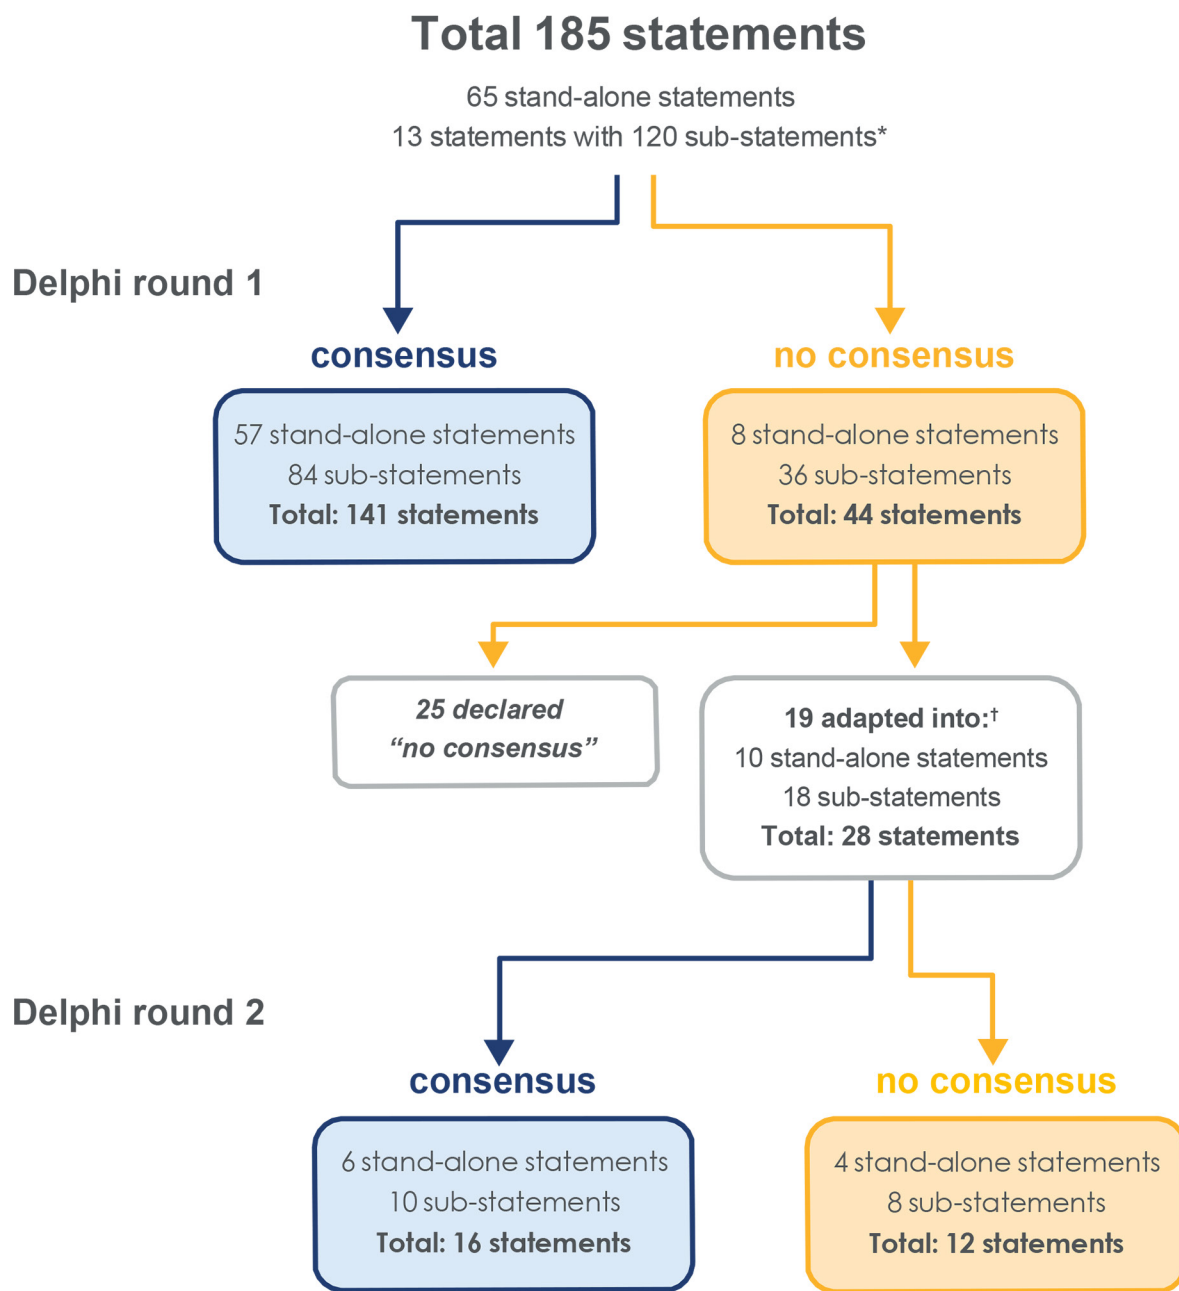 Total 185 statements
65 stand-alone statements
13 statements with 120 sub-statements*
Delphi round 1
consensus
no consensus
57 stand-alone statements
84 sub-statements
Total: 141 statements
8 stand-alone statements
36 sub-statements
Total: 44 statements
25 declared
“no consensus”
19 adapted into:†
10 stand-alone statements
18 sub-statements
Total: 28 statements
Delphi round 2
consensus
no consensus
6 stand-alone statements
10 sub-statements
Total: 16 statements
4 stand-alone statements
8 sub-statements
Total: 12 statements